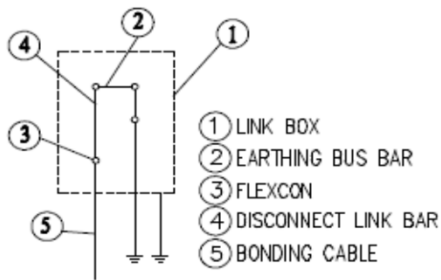 2
1
4
3
5
1 LINK BOX
2 EARTHING BUS BAR
3 FLEXCON
4 DISCONNECT LINK BAR
5 BONDING CABLE